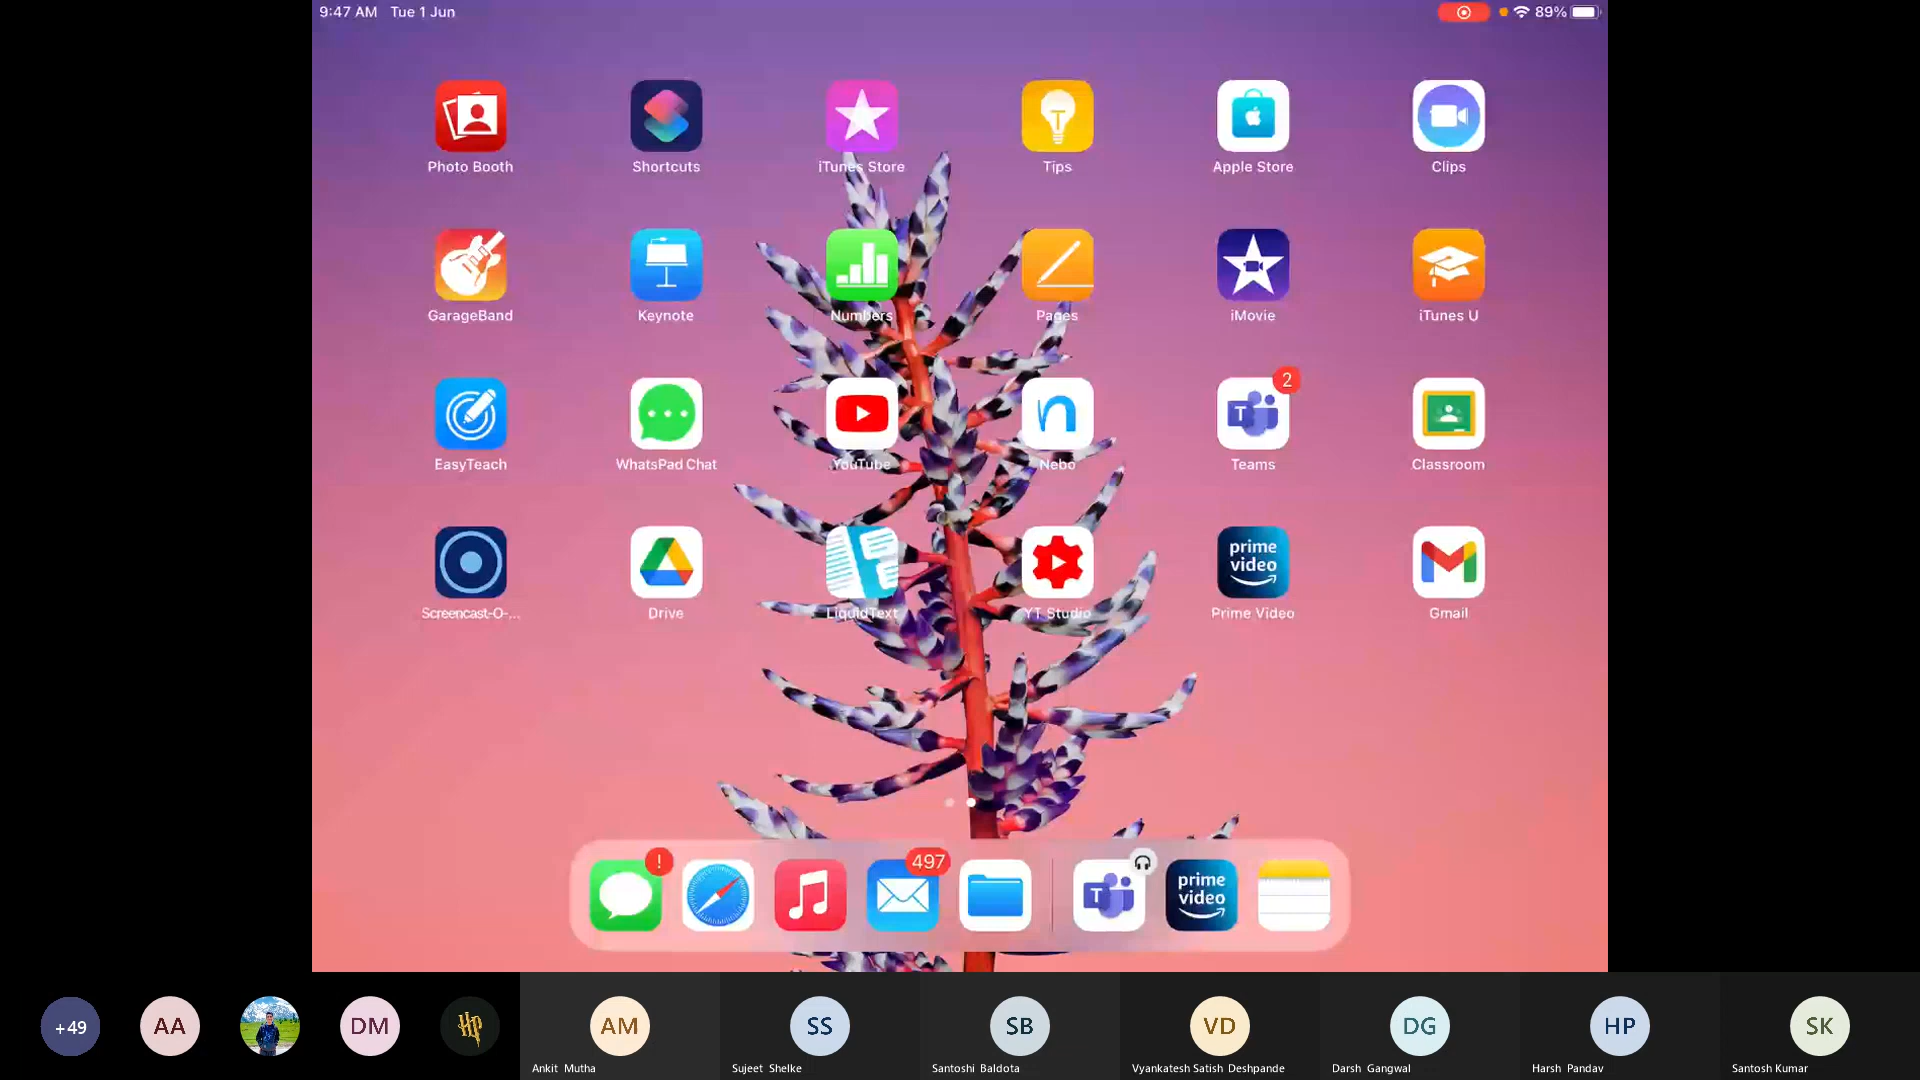 9:47 AM Tue 1 Jun
89%
Photo Booth
Shortcuts
iTunes Store
Tips
Apple Store
Clips
GarageBand
Keynote
Numbers
Pages
iMovie
iTunes U
2
EasyTeach
WhatsPad Chat
YouTube
Nebo
Teams
Classroom
prime
video
Screencast-O-...
Drive
LiquidText
YT Studio
Prime Video
Gmail
!
497
prime
video
+49
AA
DM
HP
AM
SS
SB
VD
DG
HP
SK
Ankit Mutha
Sujeet Shelke
Santoshi Baldota
Vyankatesh Satish Deshpande
Darsh Gangwal
Harsh Pandav
Santosh Kumar